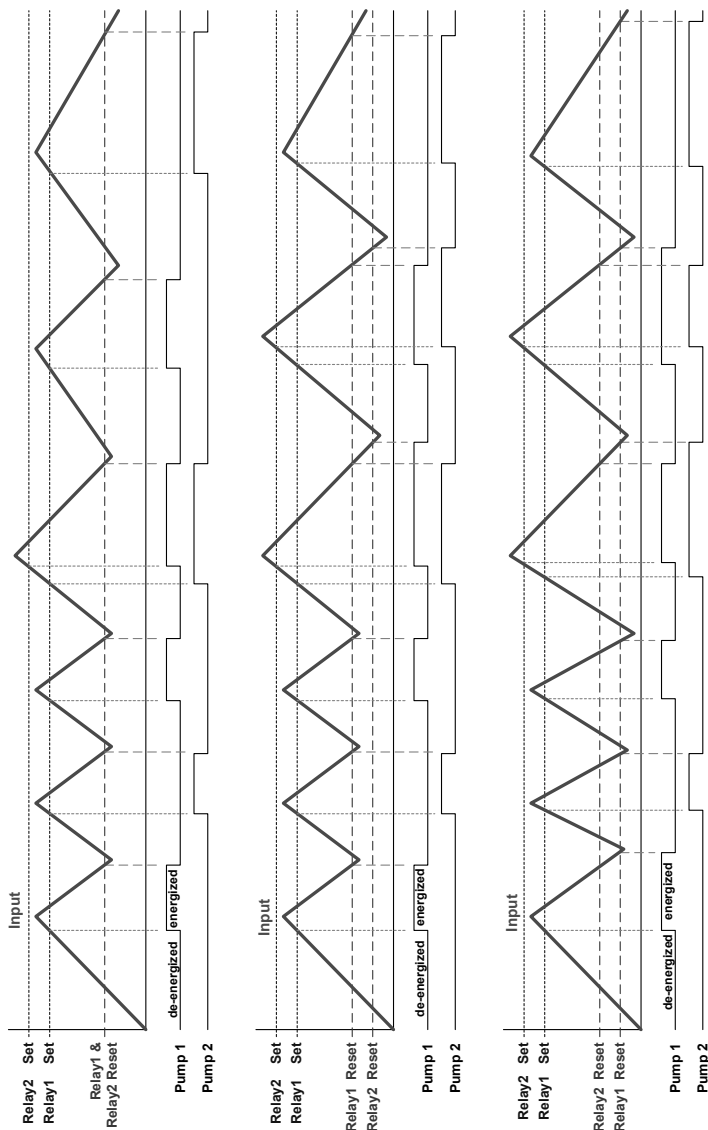 Input
Relay2 Set
Relay1 Set
Relay1 &
Relay2 Reset
Pump 1
Pump 2
de-energized
energized
Input
Relay2 Set
Relay1 Set
Relay1 Reset
Relay2 Reset
Pump 1
Pump 2
de-energized
energized
Input
Relay2 Set
Relay1 Set
Relay2 Reset
Relay1 Reset
Pump 1
Pump 2
de-energized
energized